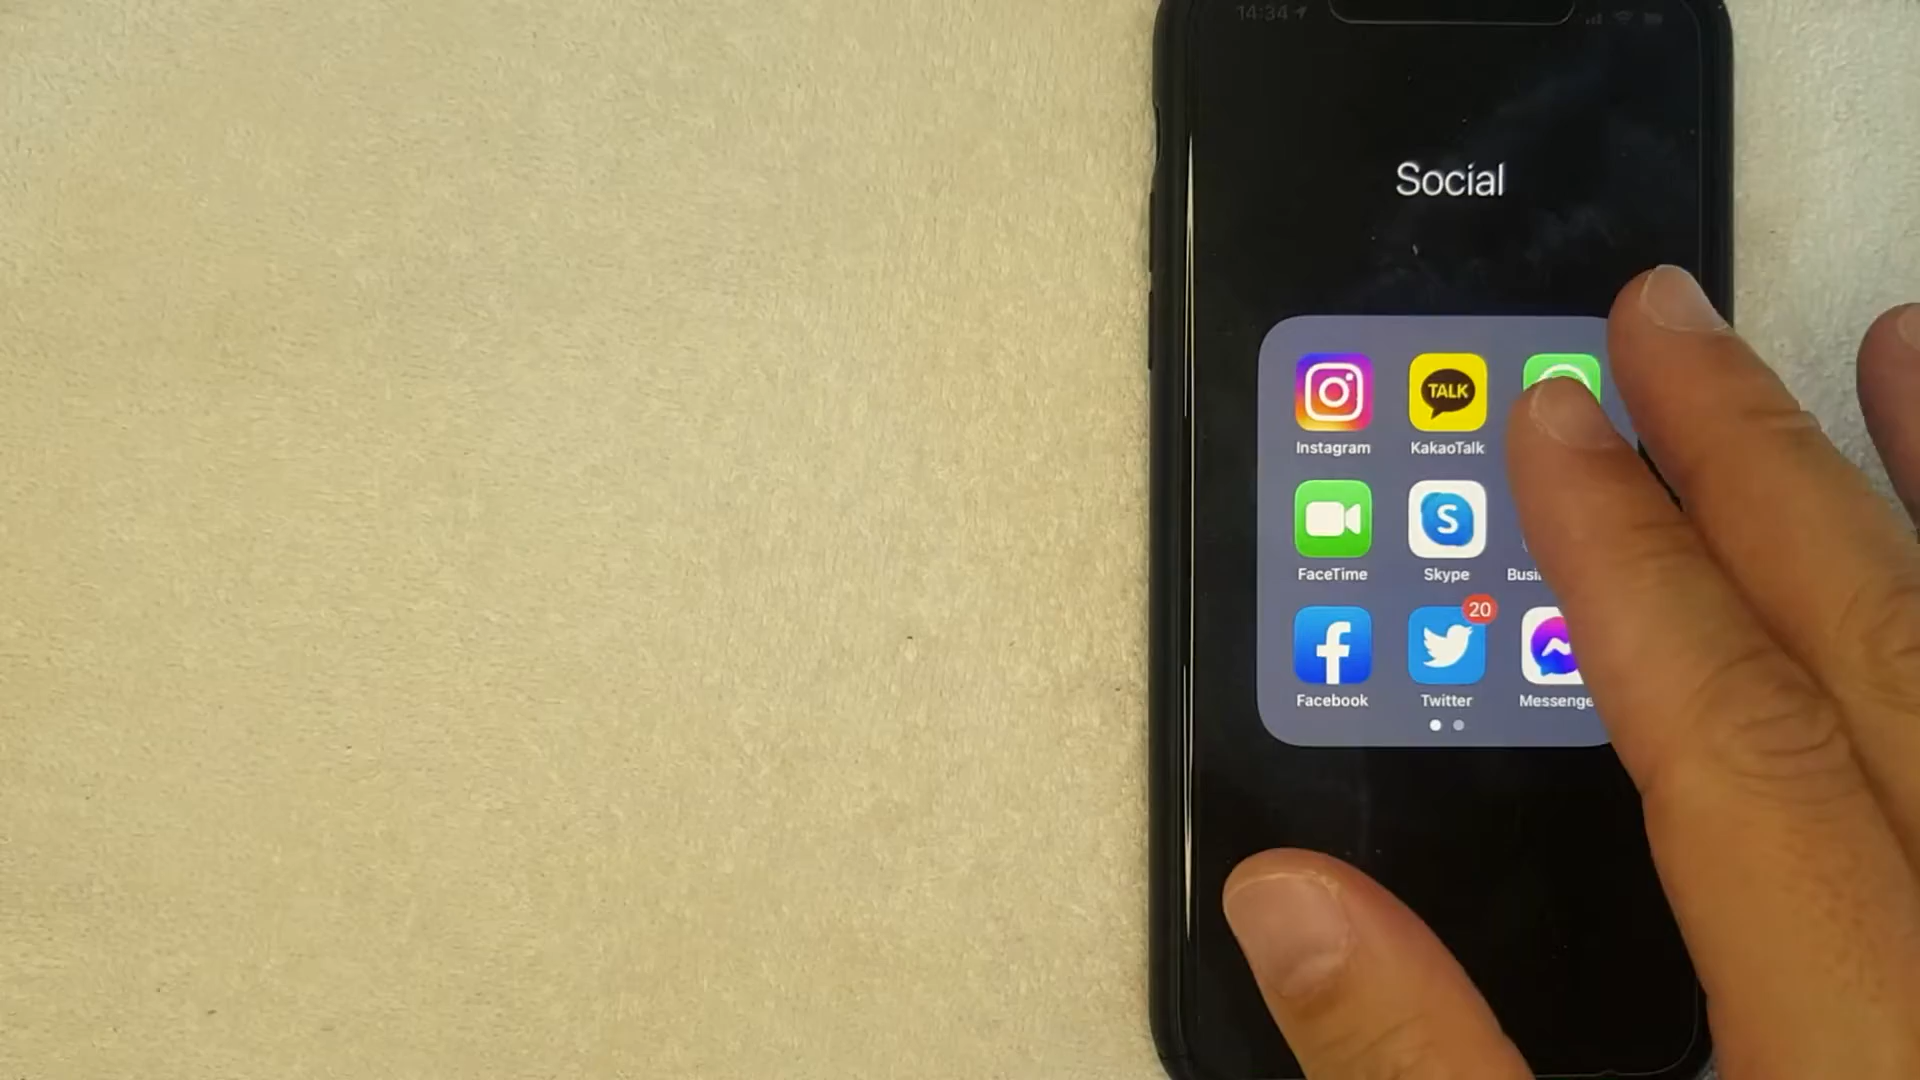 14:34
Social
TALK
Instagram
KakaoTalk
S
FaceTime
Skype
Busi
20
f
Facebook
Twitter
Messenge